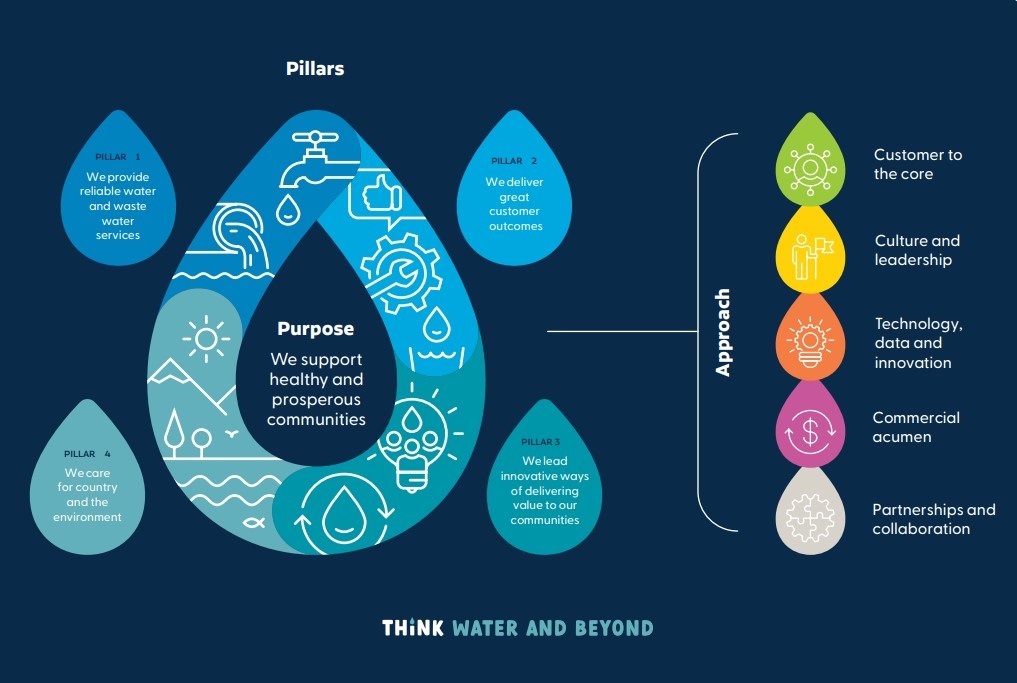 Pillars
PILLAR 1
We provide
reliable water
and waste
water
services
PILLAR 2
We deliver
great
customer
outcomes
Purpose
We support
healthy and
prosperous
communities
PILLAR 4
We care
for country
and the
environment
PILLAR 3
We lead
innovative ways
of delivering
value to our
communities
Approach
Customer to
the core
Culture and
leadership
Technology,
data and
innovation
$
Commercial
acumen
Partnerships and
collaboration
THiNK WATER AND BEYOND